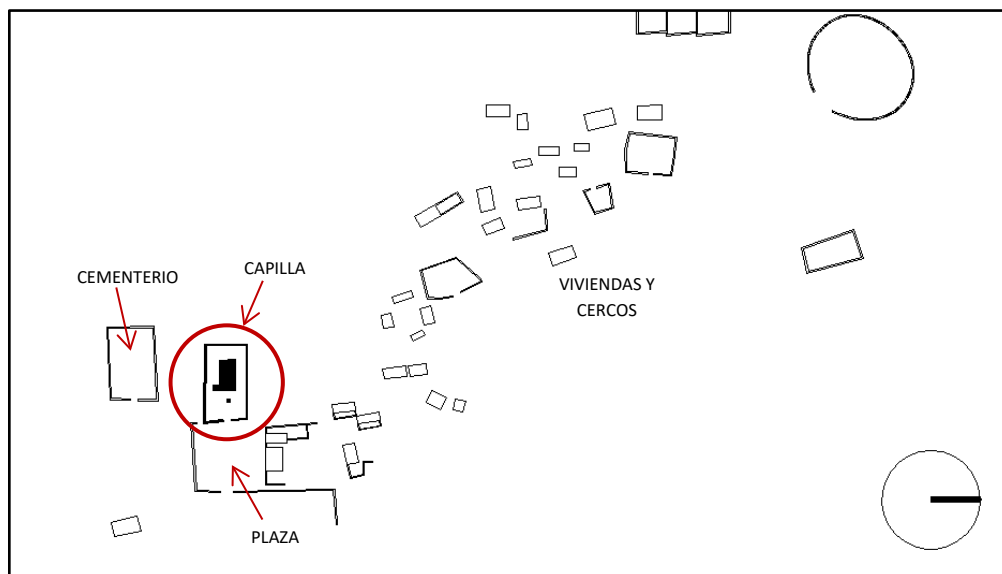 CEMENTERIO
CAPILLA
VIVIENDAS Y
CERCOS
PLAZA